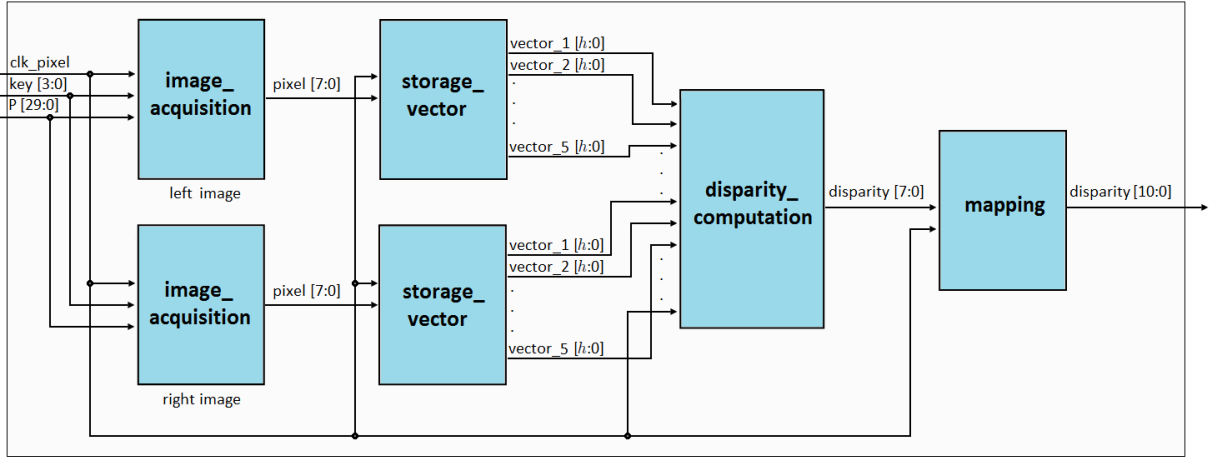 clk_pixel
key [3:0]
P [29:0]
image_
acquisition
left image
pixel [7:0]
storage_
vector
vector_1 [h:0]
vector_2 [h:0]
vector_5 [h:0]
image_
acquisition
right image
pixel [7:0]
storage_
vector
vector_1 [h:0]
vector_2 [h:0]
vector_5 [h:0]
disparity_
computation
disparity [7:0]
mapping
disparity [10:0]